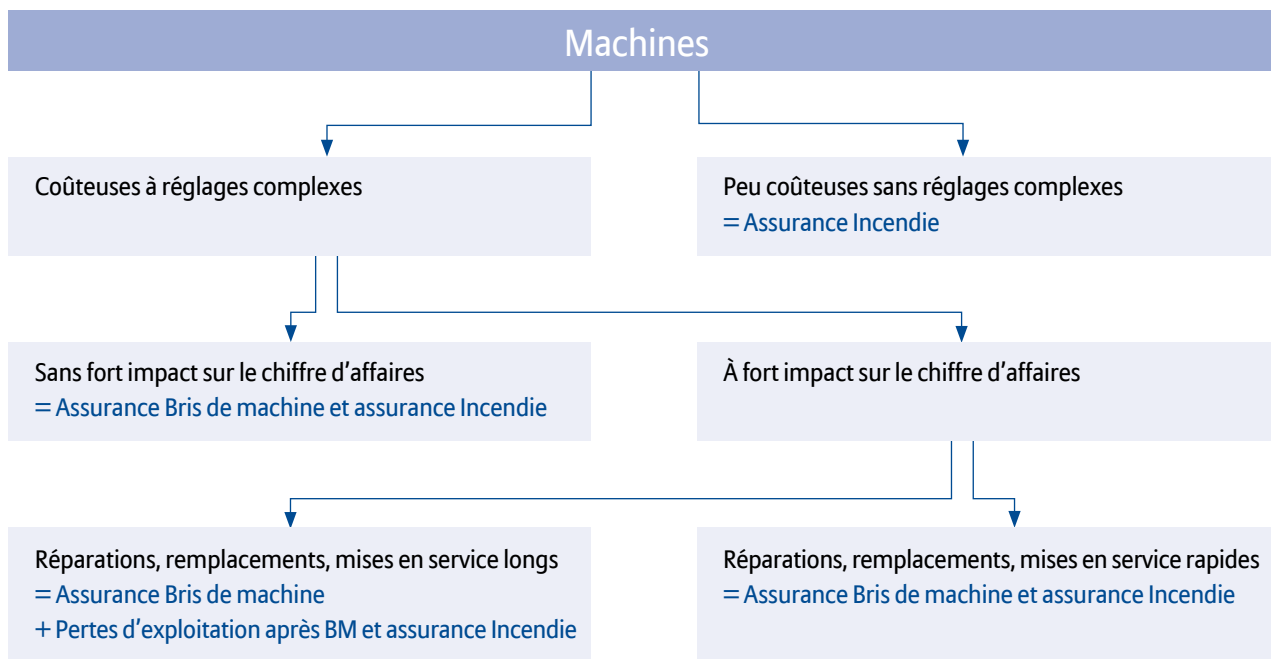 Machines
Coûteuses à réglages complexes
Peu coûteuses sans réglages complexes
= Assurance Incendie
Sans fort impact sur le chiffre d'affaires
= Assurance Bris de machine et assurance Incendie
À fort impact sur le chiffre d'affaires
Réparations, remplacements, mises en service longs
= Assurance Bris de machine
+ Pertes d'exploitation après BM et assurance Incendie
Réparations, remplacements, mises en service rapides
= Assurance Bris de machine et assurance Incendie